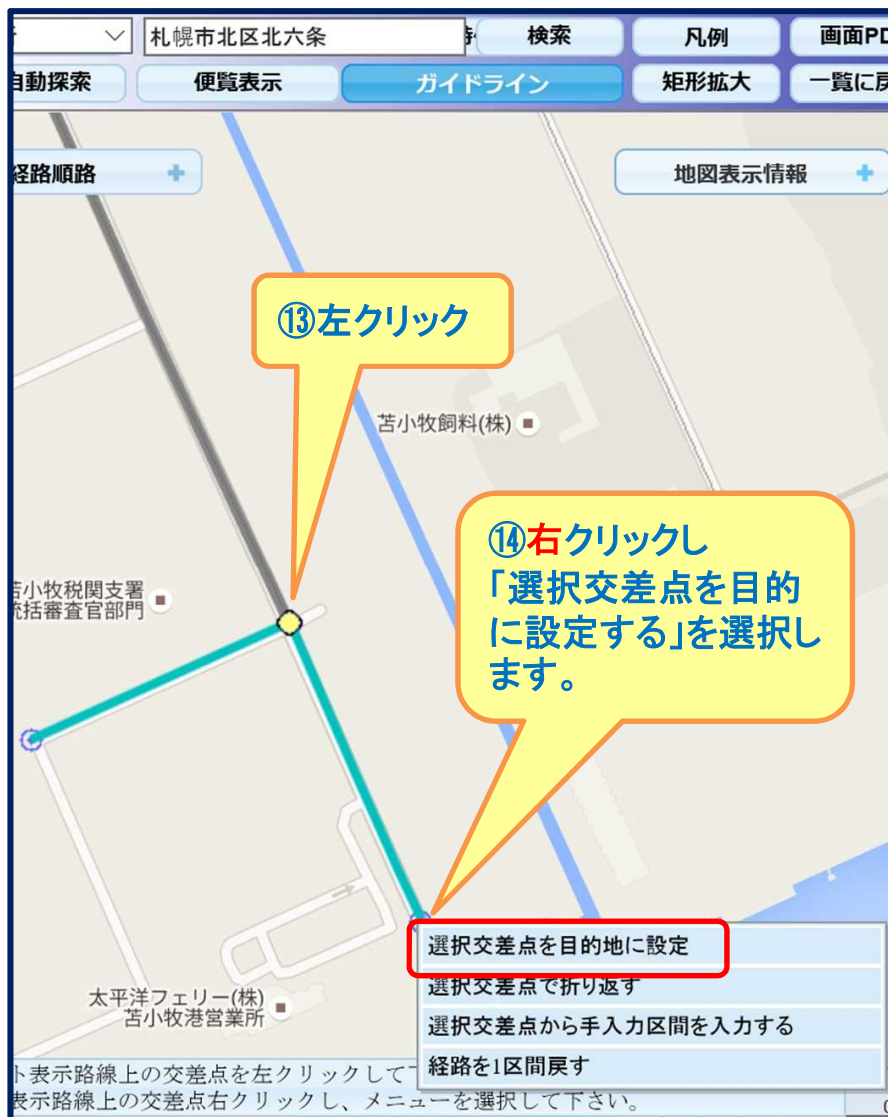 札幌市北区北六条
検索
凡例
画面PD
自動探索
便覧表示
ガイドライン
矩形拡大
一覧に戻
経路順路 +
地図表示情報 +
⑬左クリック
苫小牧飼料(株)
⑭右クリックし
「選択交差点を目的
に設定する」を選択し
ます。
苫小牧税関支署
統括審査官部門
選択交差点を目的地に設定
選択交差点で折り返す
選択交差点から手入力区間を入力する
経路を1区間戻す
太平洋フェリー(株)
苫小牧港営業所
ト表示路線上の交差点を左クリックして
表示路線上の交差点右クリックし、メニューを選択して下さい。